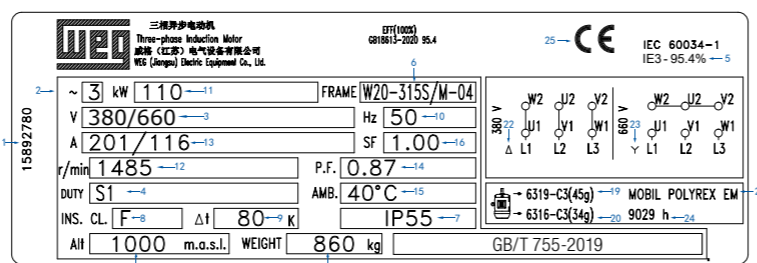 weg
三相异步电动机
Three-phase Induction Motor
威格（江苏）电气设备有限公司
WEG (Jiangsu) Electric Equipment Co., Ltd.
EFF(100%)
GB18613-2020 95.4
25 CE
IEC 60034-1
IE3-95.4% 5
1 15892780
2 ~ 3 kW 110 11 FRAME W20-315S/M-04 6
V 380/660 3 Hz 50 10
A 201/116 13 SF 1.00 16
r/min 1485 12 P.F. 0.87 14
DUTY S1 4 AMB. 40°C 15
INS. CL. F 8 Δt 80 9 K IP55 7
Alt 1000 m.a.s.l. WEIGHT 860 kg GB/T 755-2019
380 V 22 Δ
W2 U2 V2
U1 V1 W1
L1 L2 L3
660 V 23 Y
W2 U2 V2
U1 V1 W1
L1 L2 L3
6319-C3(45g) 19 MOBIL POLYREX EM
6316-C3(34g) 20 9029 h 24